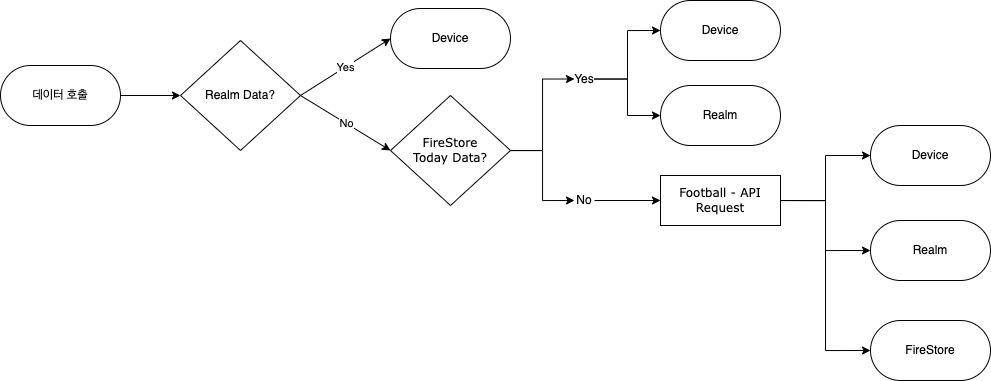 데이터 호출
Realm Data?
Yes
Device
No
FireStore
Today Data?
Yes
Device
Realm
No
Football - API
Request
Device
Realm
FireStore